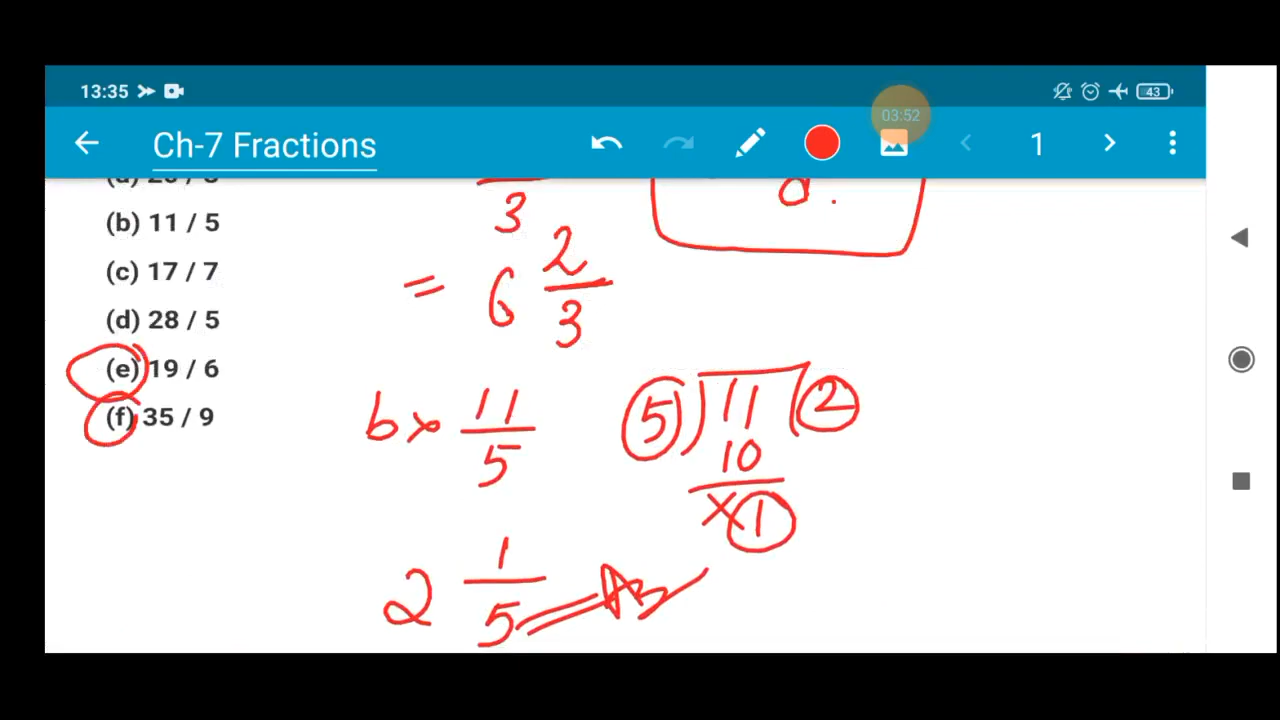 13:35 43
03:52
Ch-7 Fractions 1
3
(b) 11 / 5
(c) 17 / 7
(d) 28 / 5
(e) 19 / 6
(f) 35 / 9
= 6 2/3
b 11/5
5) 11 (2
10
×1
2 1/5